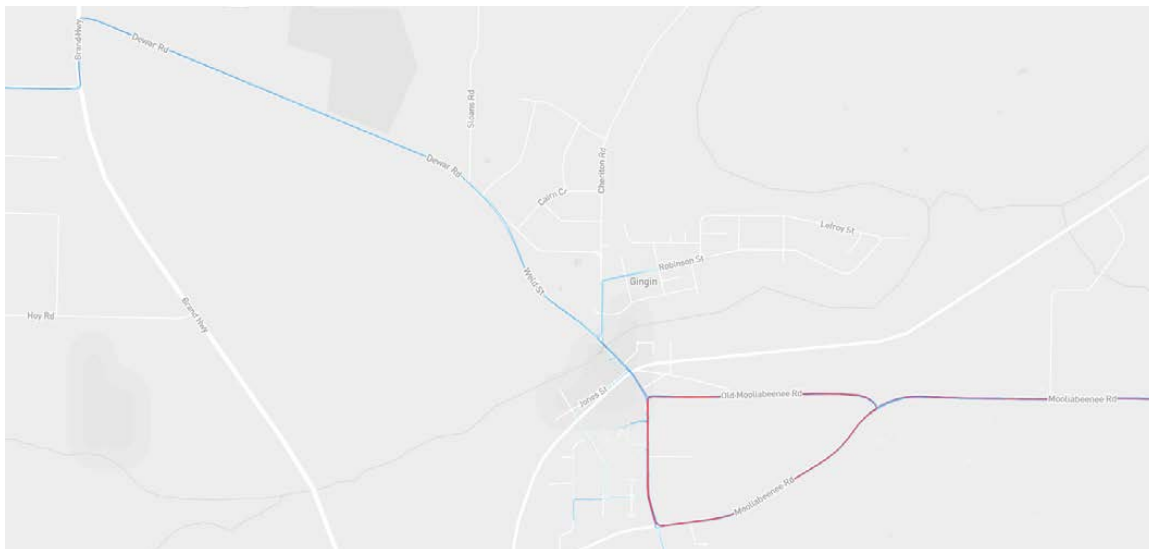 Brand Hwy
Dewar Rd
Sloans Rd
Dewar Rd
Cheriton Rd
Cairn C
Lefroy St
Robinson St
Gingin
Weld St
Hoy Rd
Brand Hwy
Jones St
Old Mooliabeenee Rd
Mooliabeenee Rd
Mooliabeenee Rd